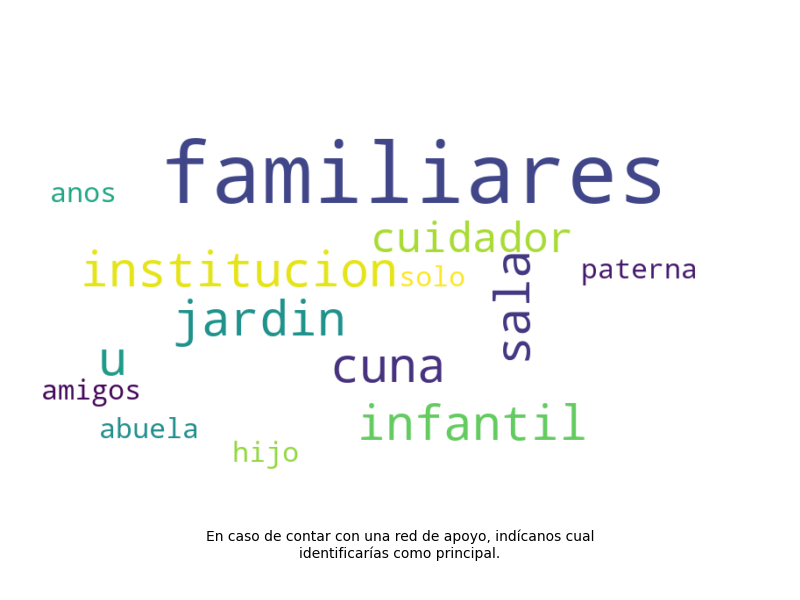 familiares
anos
cuidador
institucion
solo
sala
paterna
jardin
u
cuna
amigos
infantil
abuela
hijo
En caso de contar con una red de apoyo, indícanos cual
identificarías como principal.